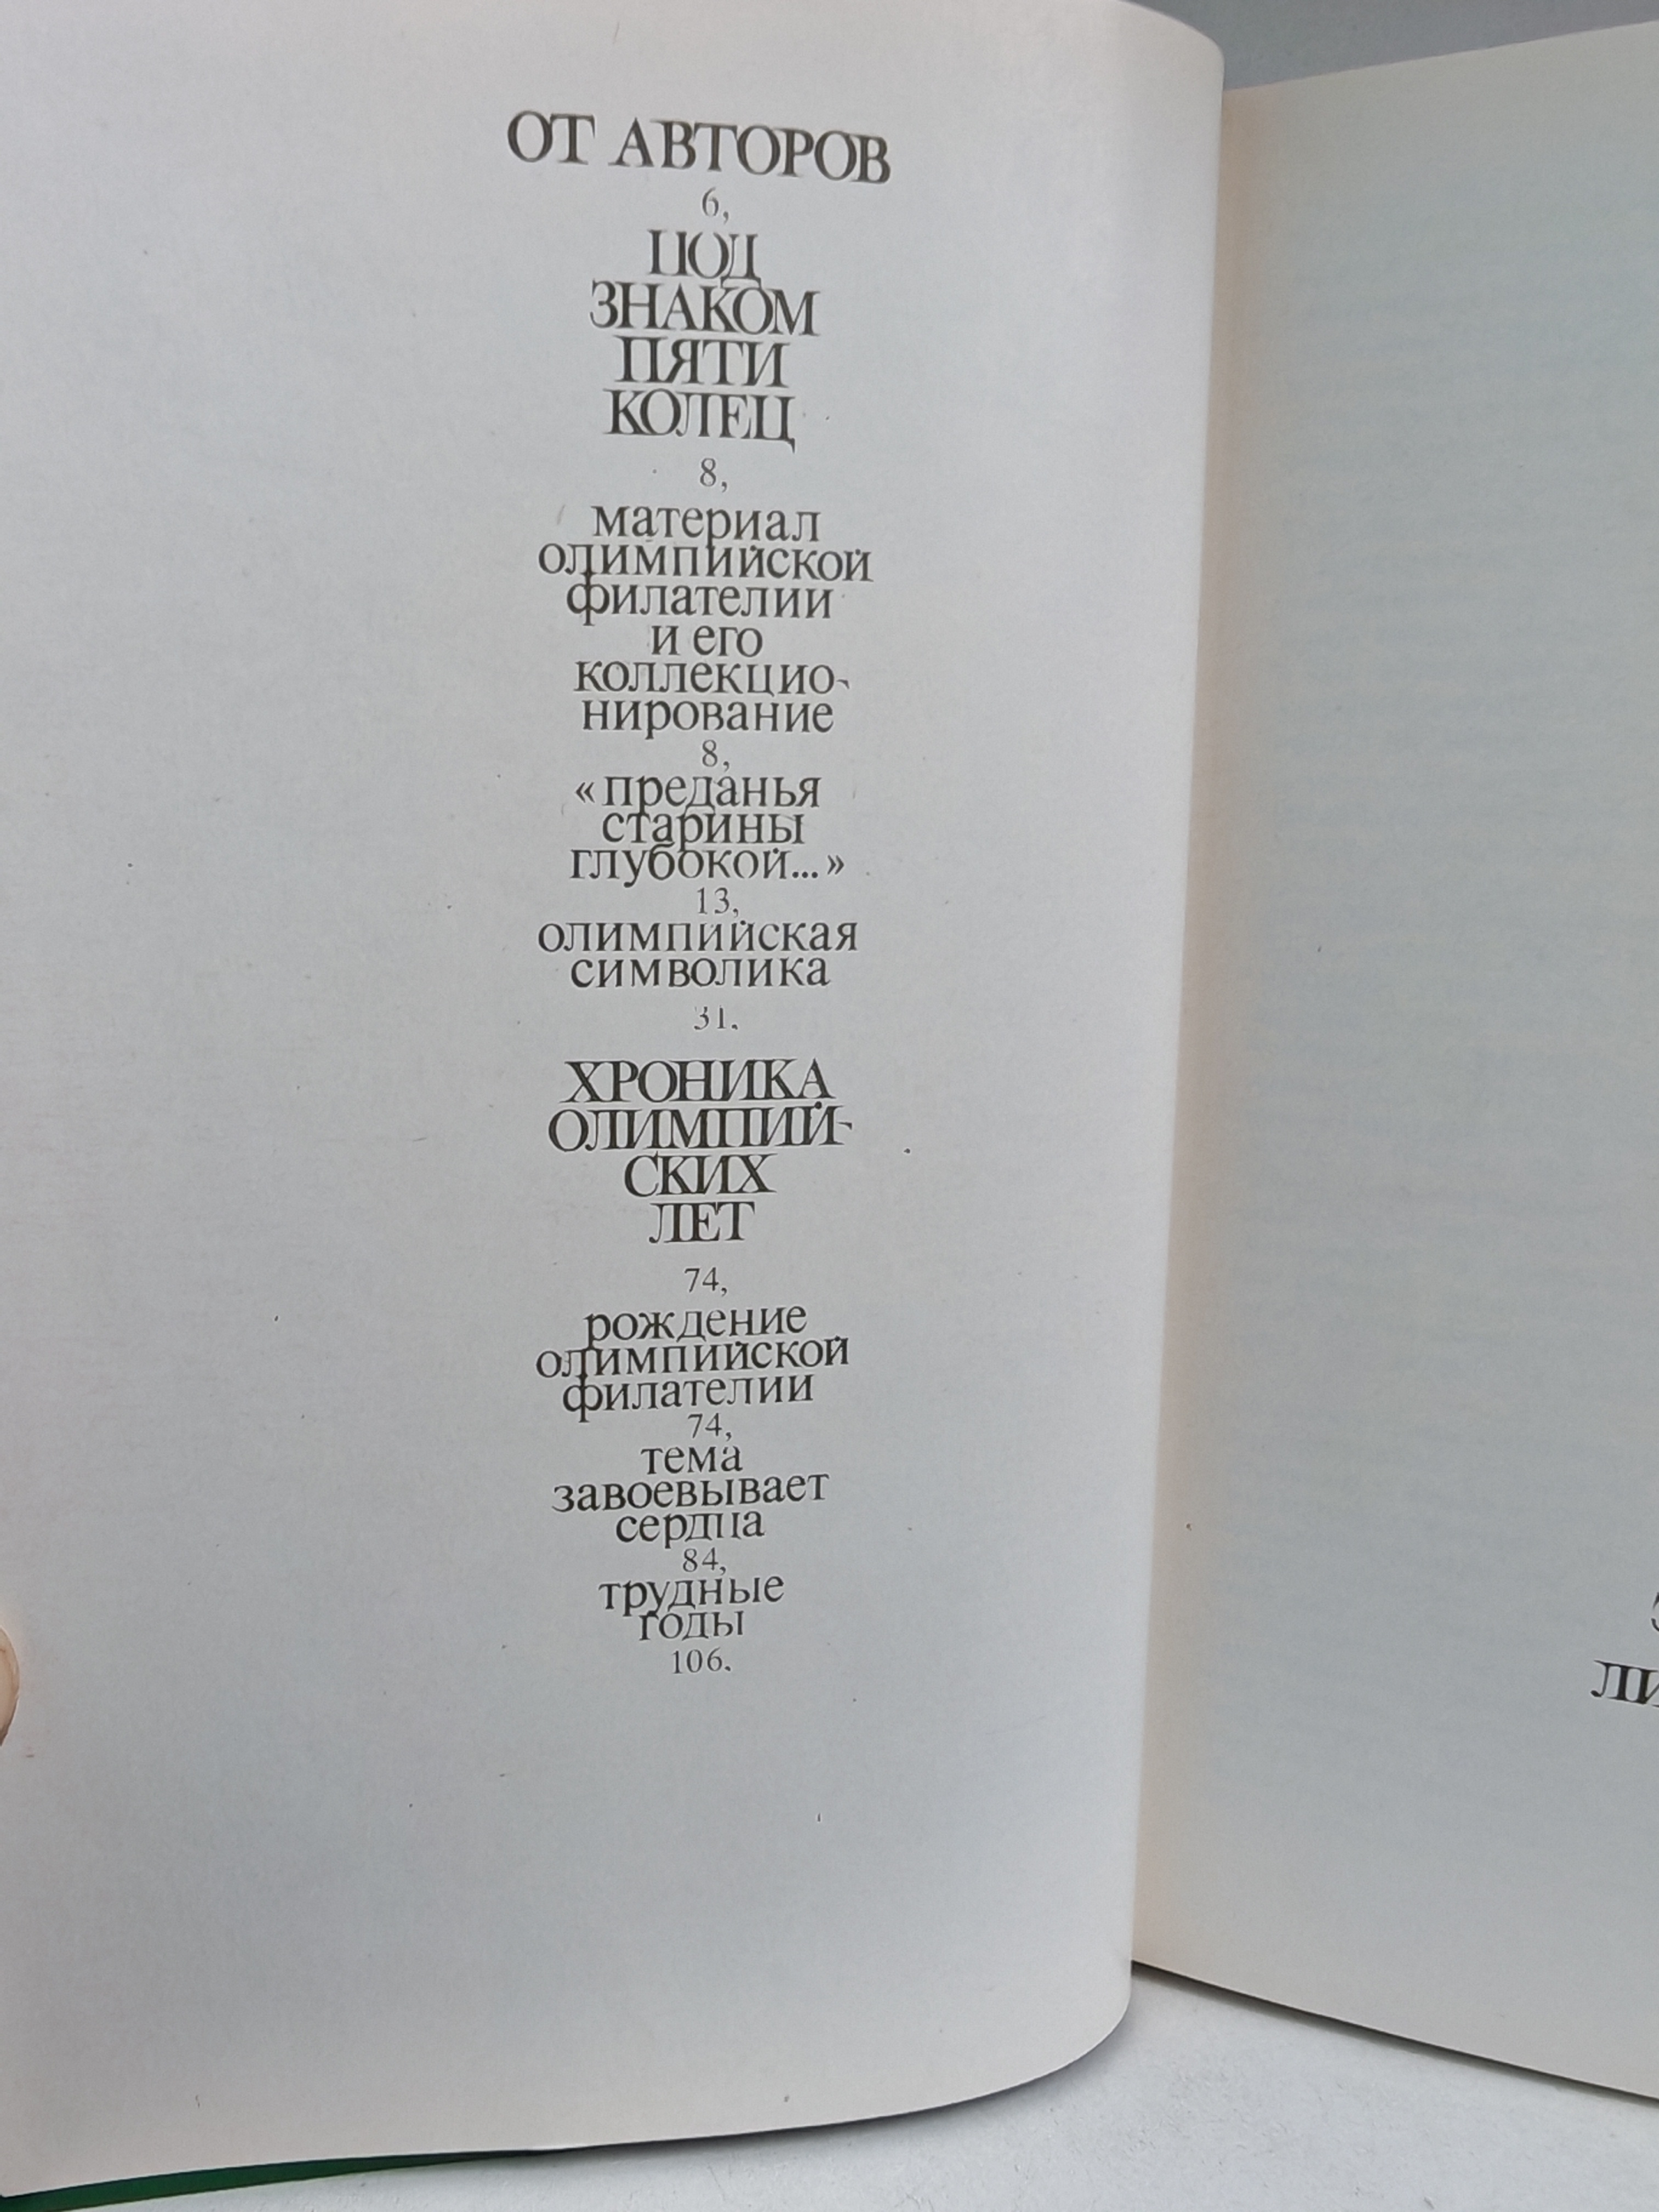 ОТ АВТОРОВ
6,
ПОД
ЗНАКОМ
ПЯТИ
КОЛЕЦ
8,
материал
олимпийской
филателии
и его
коллекцио-
нирование
8,
«преданья
старины
глубокой...»
13,
олимпийская
символика
31.
ХРОНИКА
ОЛИМПИЙ-
СКИХ
ЛЕТ
74,
рождение
олимпийской
филателии
74,
тема
завоевывает
сердца
84,
трудные
годы
106.